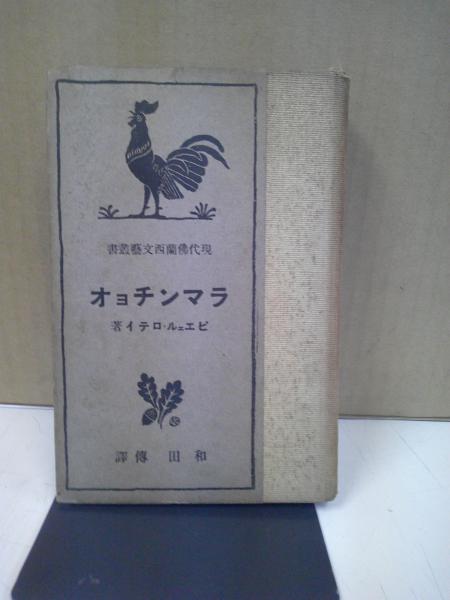 現代佛蘭西文藝叢書
ラマンチョオ
ピエェル・ロテイ著
和田傳譯